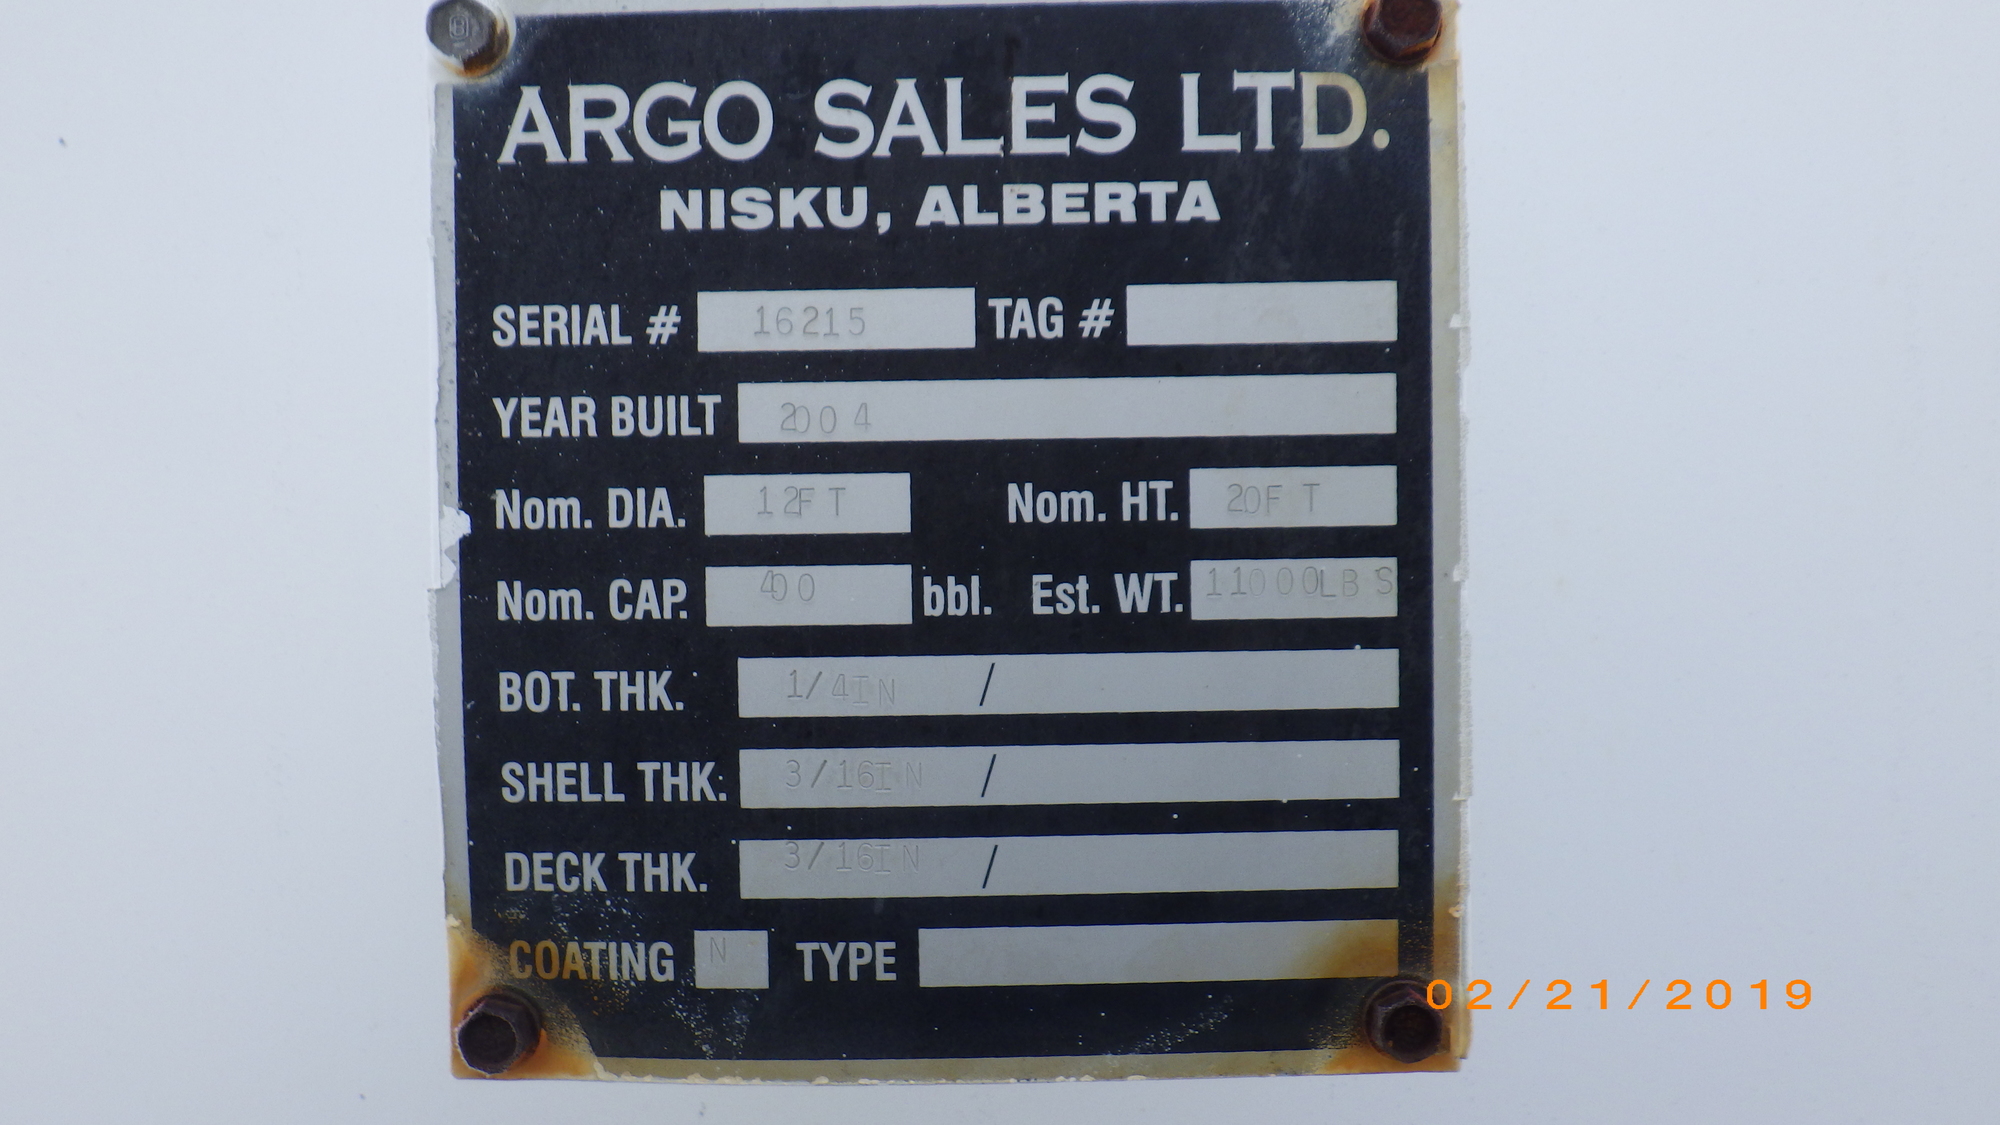 ARGO SALES LTD.
NISKU, ALBERTA
SERIAL # 16215 TAG #
YEAR BUILT 2004
Nom. DIA. 12FT Nom. HT. 20FT
Nom. CAP. 400 bbl. Est. WT. 11000LBS
BOT. THK. 1/4IN /
SHELL THK. 3/16IN /
DECK THK. 3/16IN /
COATING N TYPE
02/21/2019